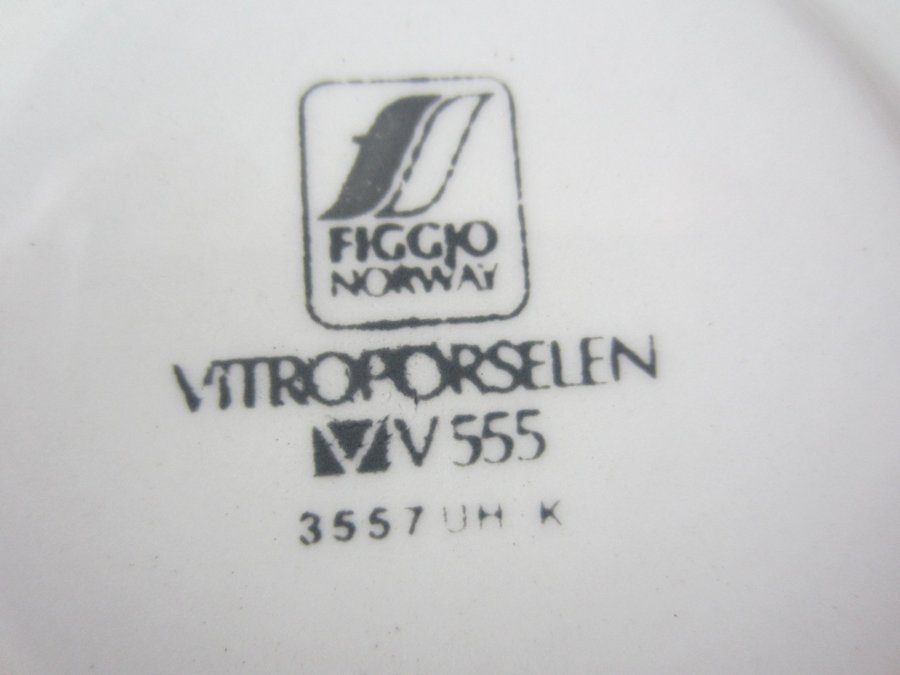 FIGGJO
NORWAY
VITROPORSELEN
V V 555
3557 UH K